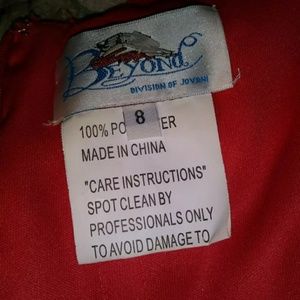 BEYOND
DIVISION OF JOVANI
8
100% PO ER
MADE IN CHINA
"CARE INSTRUCTIONS"
SPOT CLEAN BY
PROFESSIONALS ONLY
TO AVOID DAMAGE TO